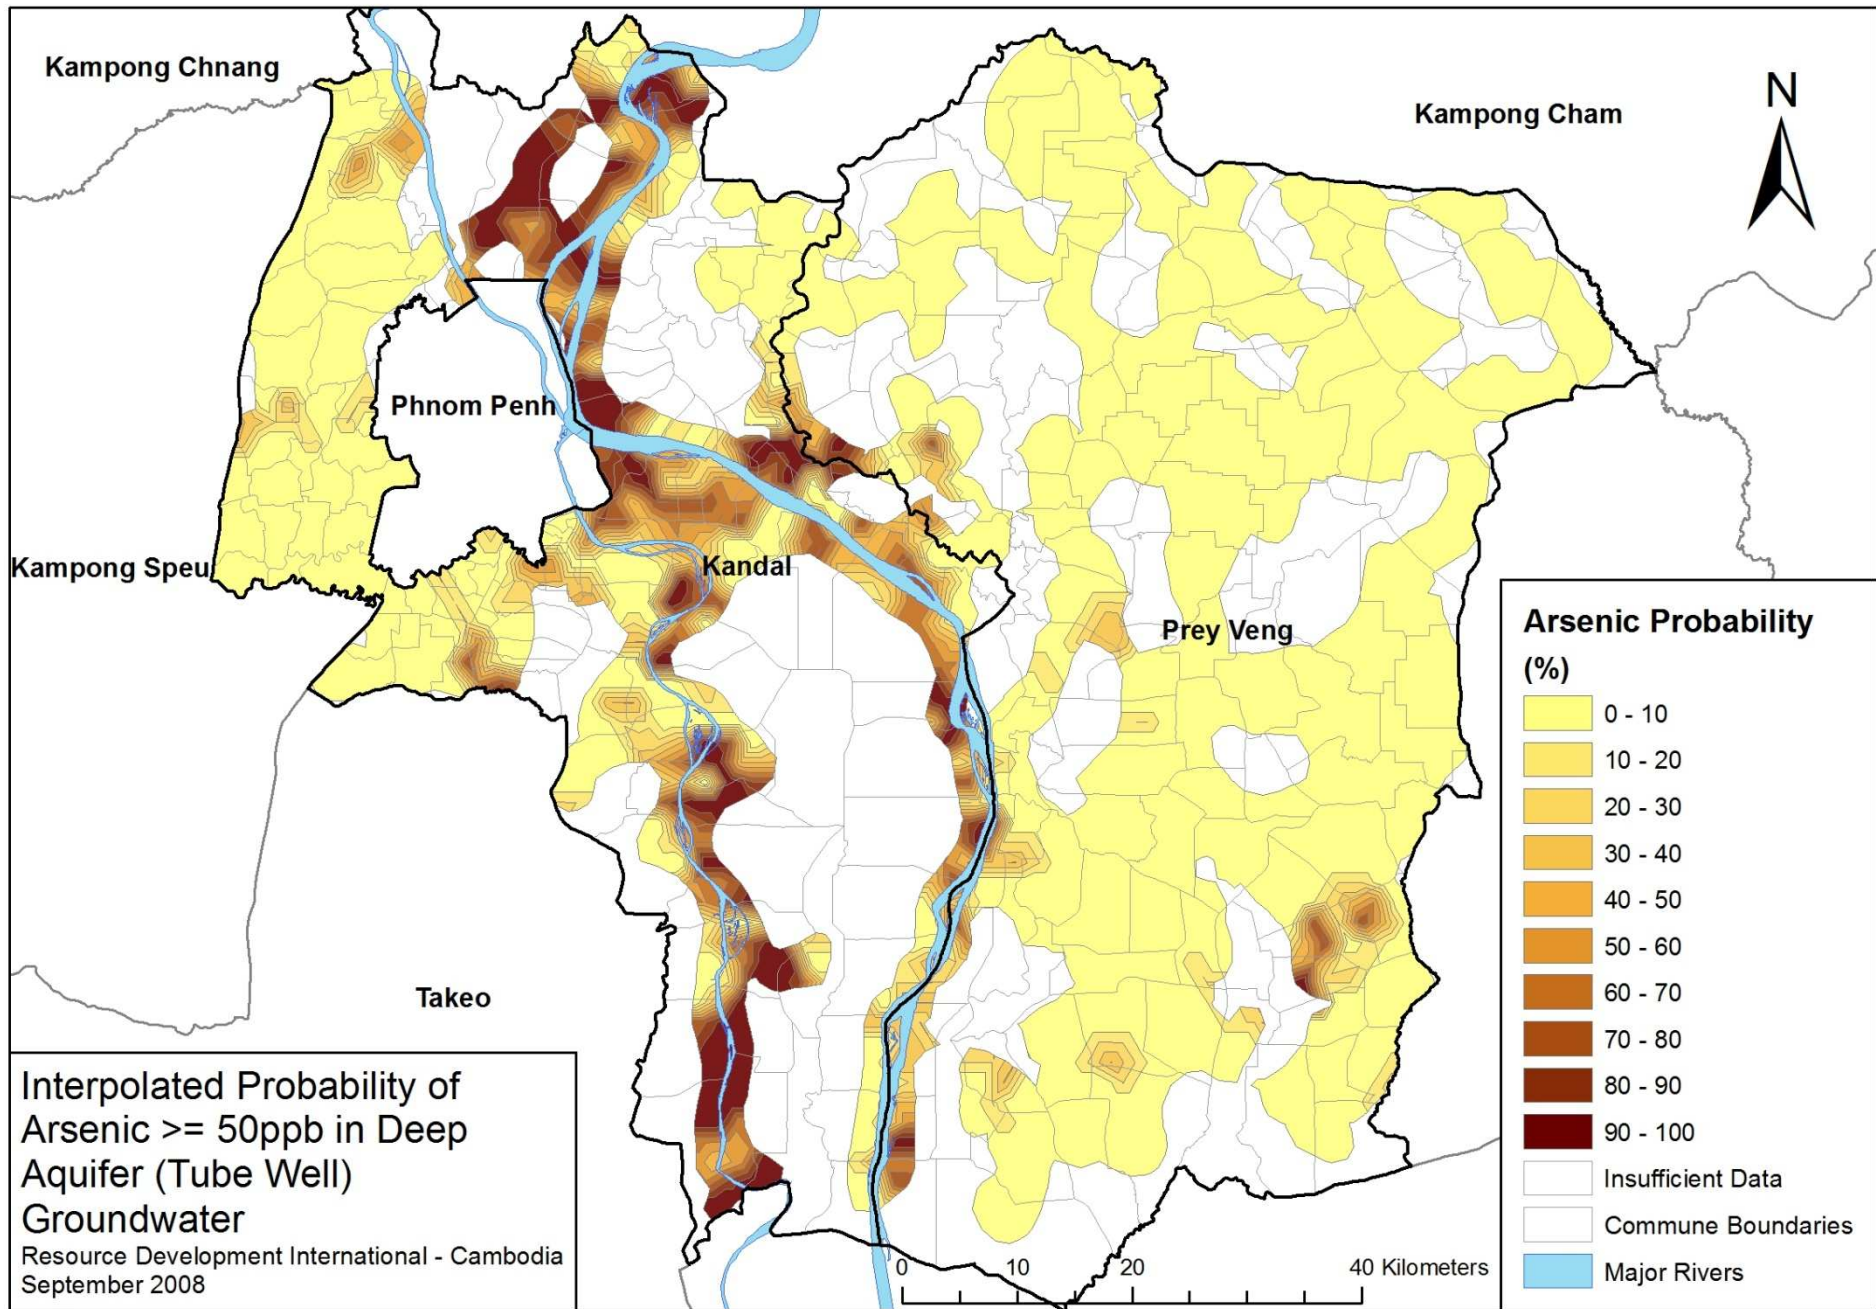 Kampong Chnang
Kampong Cham
N
Phnom Penh
Kampong Speu
Kandal
Prey Veng
Takeo
Arsenic Probability
(%)
0 - 10
10 - 20
20 - 30
30 - 40
40 - 50
50 - 60
60 - 70
70 - 80
80 - 90
90 - 100
Insufficient Data
Commune Boundaries
Major Rivers
Interpolated Probability of
Arsenic >= 50ppb in Deep
Aquifer (Tube Well)
Groundwater
Resource Development International - Cambodia
September 2008
0 10 20 40 Kilometers